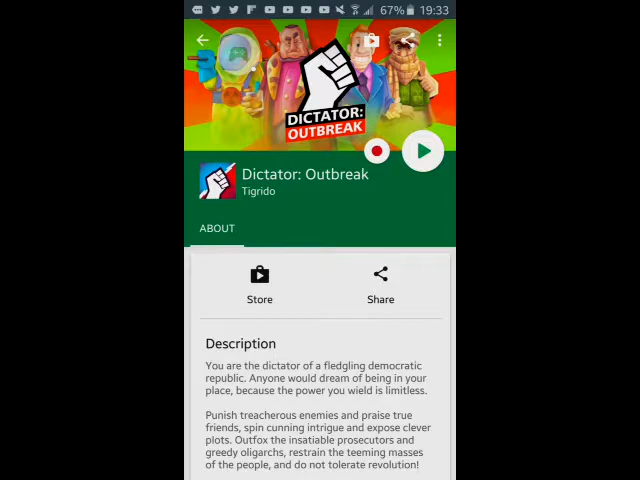 67% 19:33
DICTATOR:
OUTBREAK
Dictator: Outbreak
Tigrido
ABOUT
Store
Share
Description
You are the dictator of a fledgling democratic
republic. Anyone would dream of being in your
place, because the power you wield is limitless.
Punish treacherous enemies and praise true
friends, spin cunning intrigue and expose clever
plots. Outfox the insatiable prosecutors and
greedy oligarchs, restrain the teeming masses
of the people, and do not tolerate revolution!